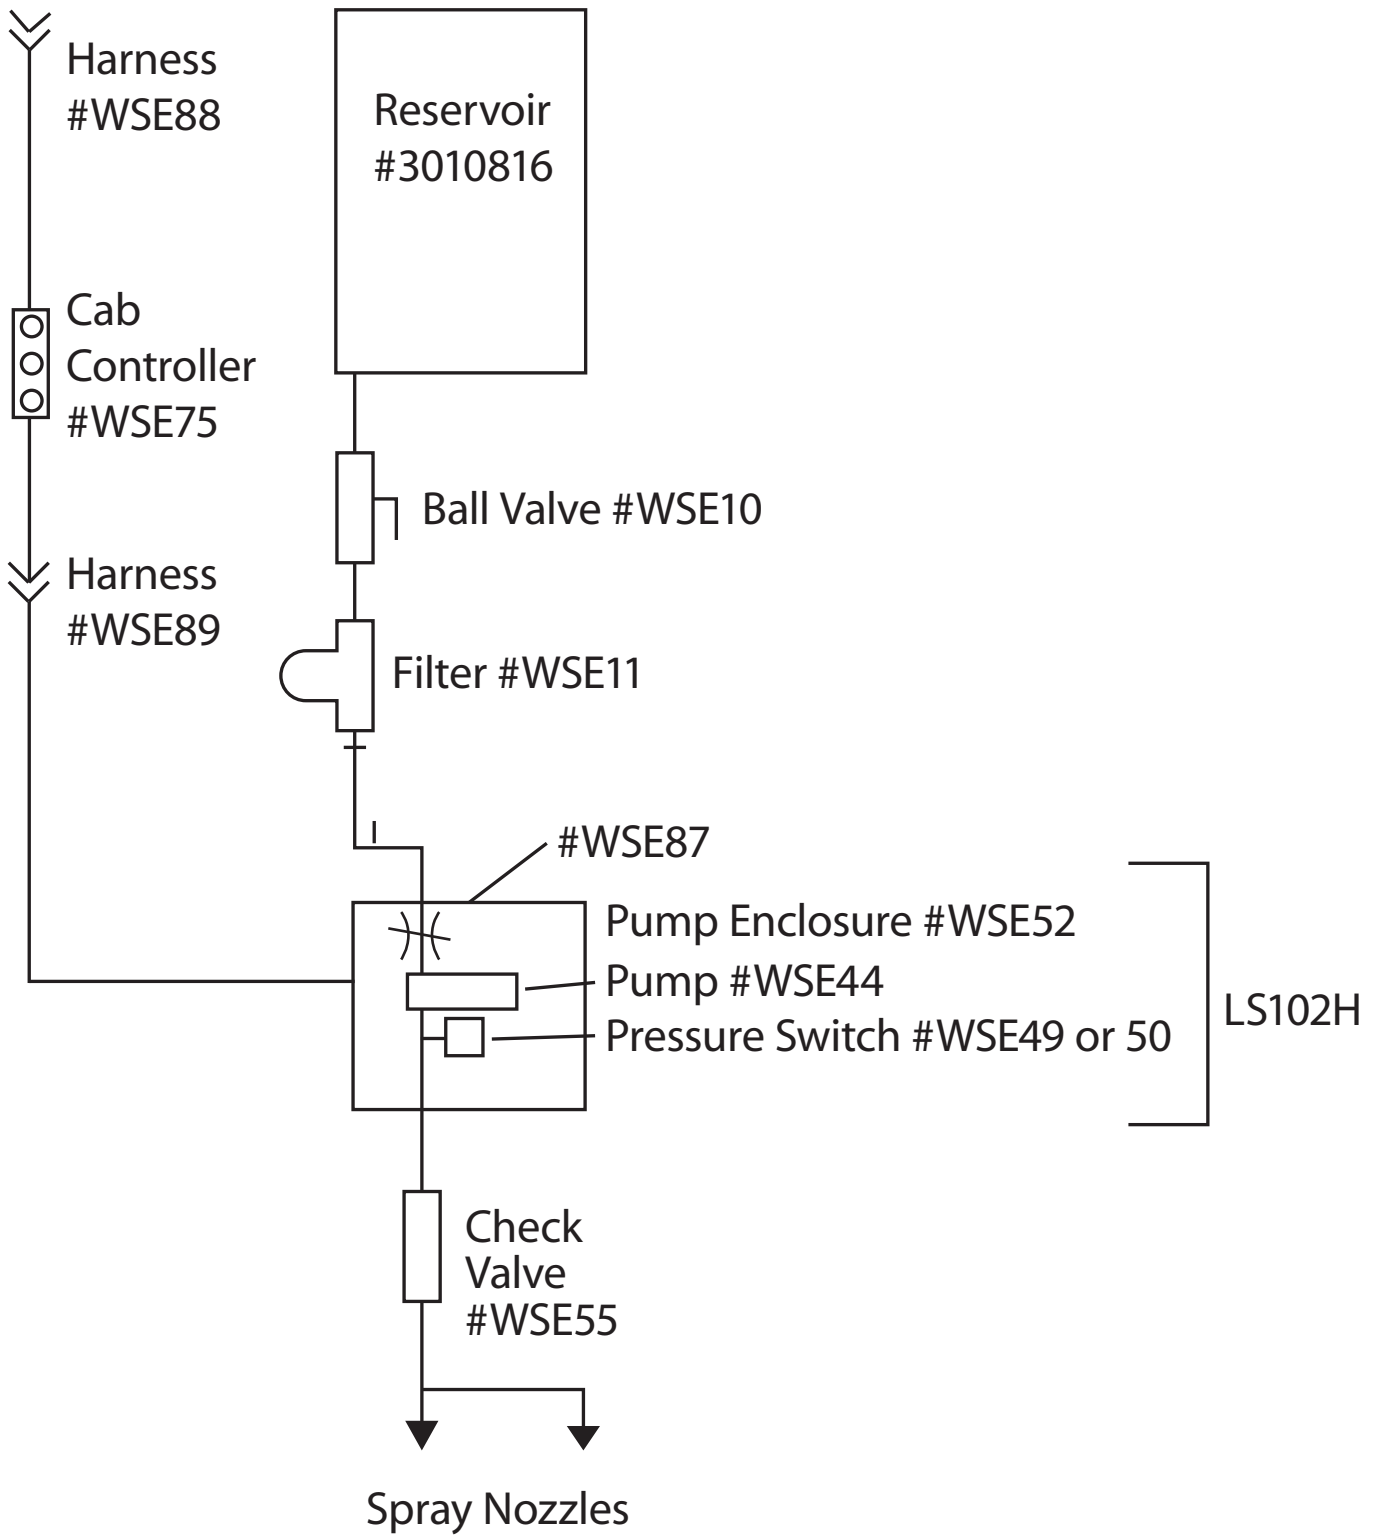 Harness
#WSE88
Reservoir
#3010816
Cab
Controller
#WSE75
Ball Valve #WSE10
Harness
#WSE89
Filter #WSE11
#WSE87
Pump Enclosure #WSE52
Pump #WSE44
Pressure Switch #WSE49 or 50
LS102H
Check
Valve
#WSE55
Spray Nozzles